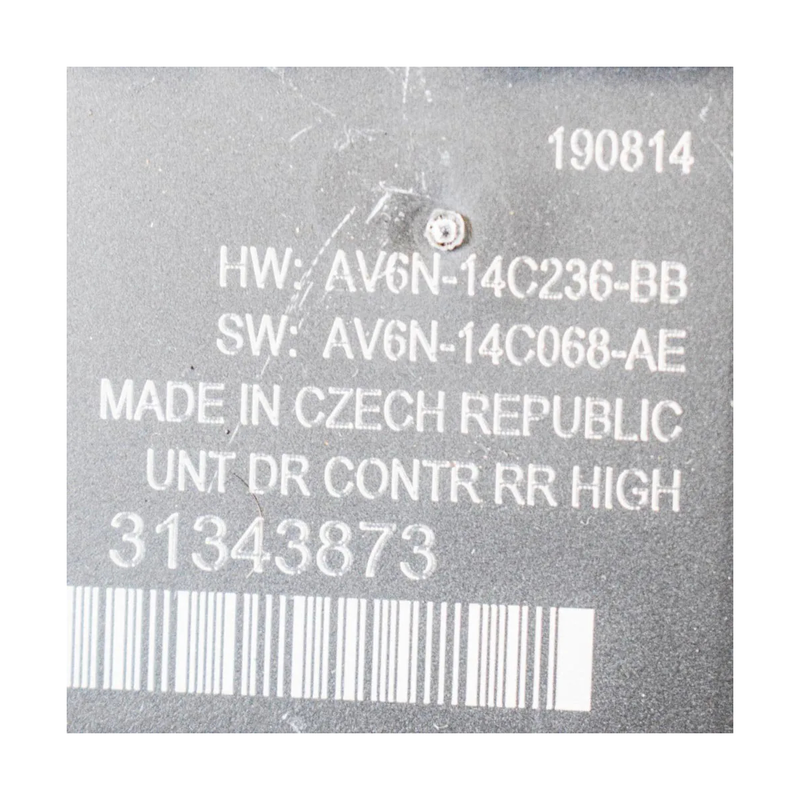 190814
HW: AV6N-14C236-BB
SW: AV6N-14C068-AE
MADE IN CZECH REPUBLIC
UNT DR CONTR RR HIGH
31343873